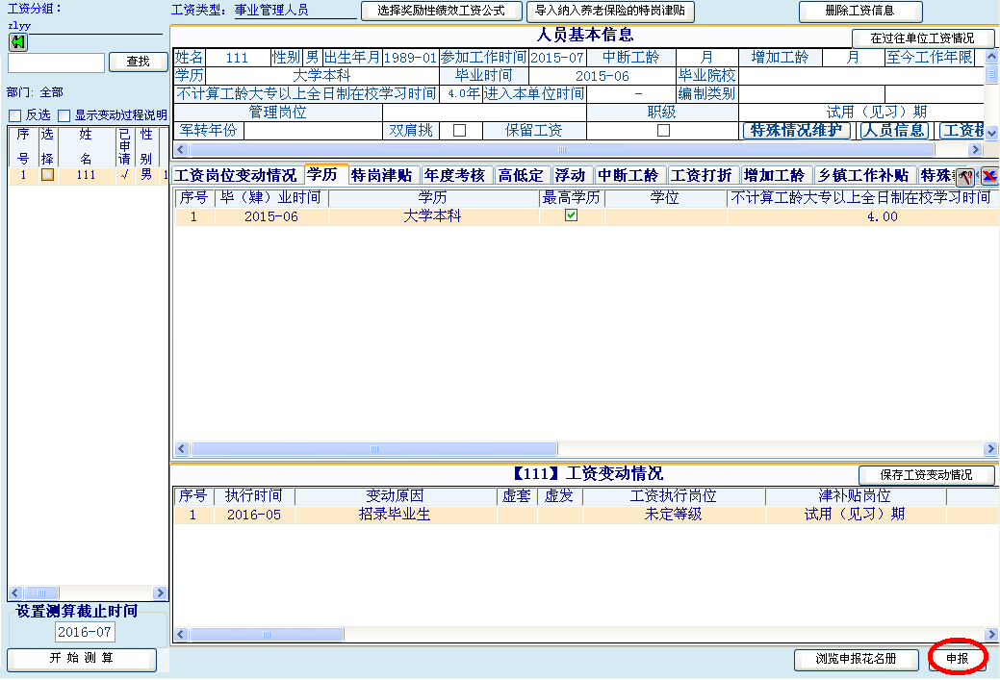 工资分组：
zlyy
查找
部门: 全部
反选 显示变动过程说明
序号 选择 姓名 已申请 性别
1 111 √ 男 1
设置测算截止时间
2016-07
开 始 测 算
工资类型: 事业管理人员 选择奖励性绩效工资公式 导入纳入养老保险的特岗津贴 删除工资信息
人员基本信息 在过往单位工资情况
姓名 111 性别 男 出生年月 1989-01 参加工作时间 2015-07 中断工龄 月 增加工龄 月 至今工作年限
学历 大学本科 毕业时间 2015-06 毕业院校
不计算工龄大专以上全日制在校学习时间 4.0年 进入本单位时间 － 编制类别
管理岗位 职级 试用（见习）期
军转年份 双肩挑 保留工资 特殊情况维护 人员信息 工资
工资岗位变动情况 学历 特岗津贴 年度考核 高低定 浮动 中断工龄 工资打折 增加工龄 乡镇工作补贴 特殊
序号 毕（肄）业时间 学历 最高学历 学位 不计算工龄大专以上全日制在校学习时间
1 2015-06 大学本科 4.00
【111】工资变动情况 保存工资变动情况
序号 执行时间 变动原因 虚套 虚发 工资执行岗位 津补贴岗位
1 2016-05 招录毕业生 未定等级 试用（见习）期
浏览申报花名册 申报